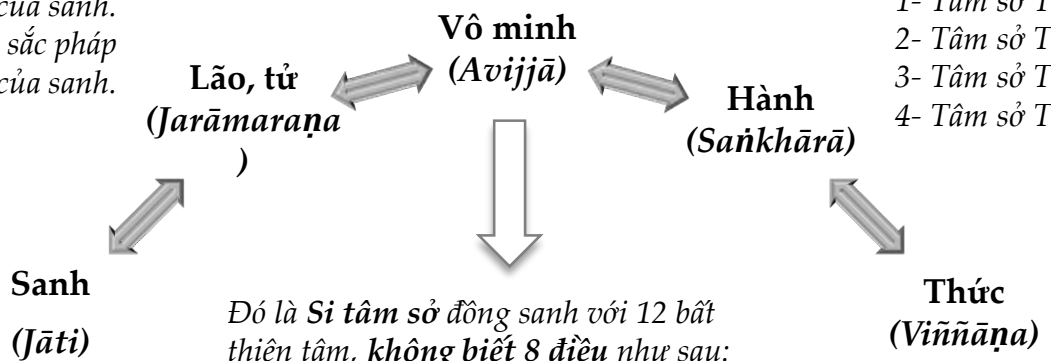 của sanh.
sắc pháp
của sanh.
Vô minh
(Avijjā)
1- Tâm sở T
2- Tâm sở T
3- Tâm sở T
4- Tâm sở T
Lão, tử
(Jarāmaraṇa
)
Hành
(Saṅkhārā)
Sanh
(Jāti)
Thức
(Viññāṇa)
Đó là Si tâm sở đồng sanh với 12 bất
thiện tâm, không biết 8 điều như sau: